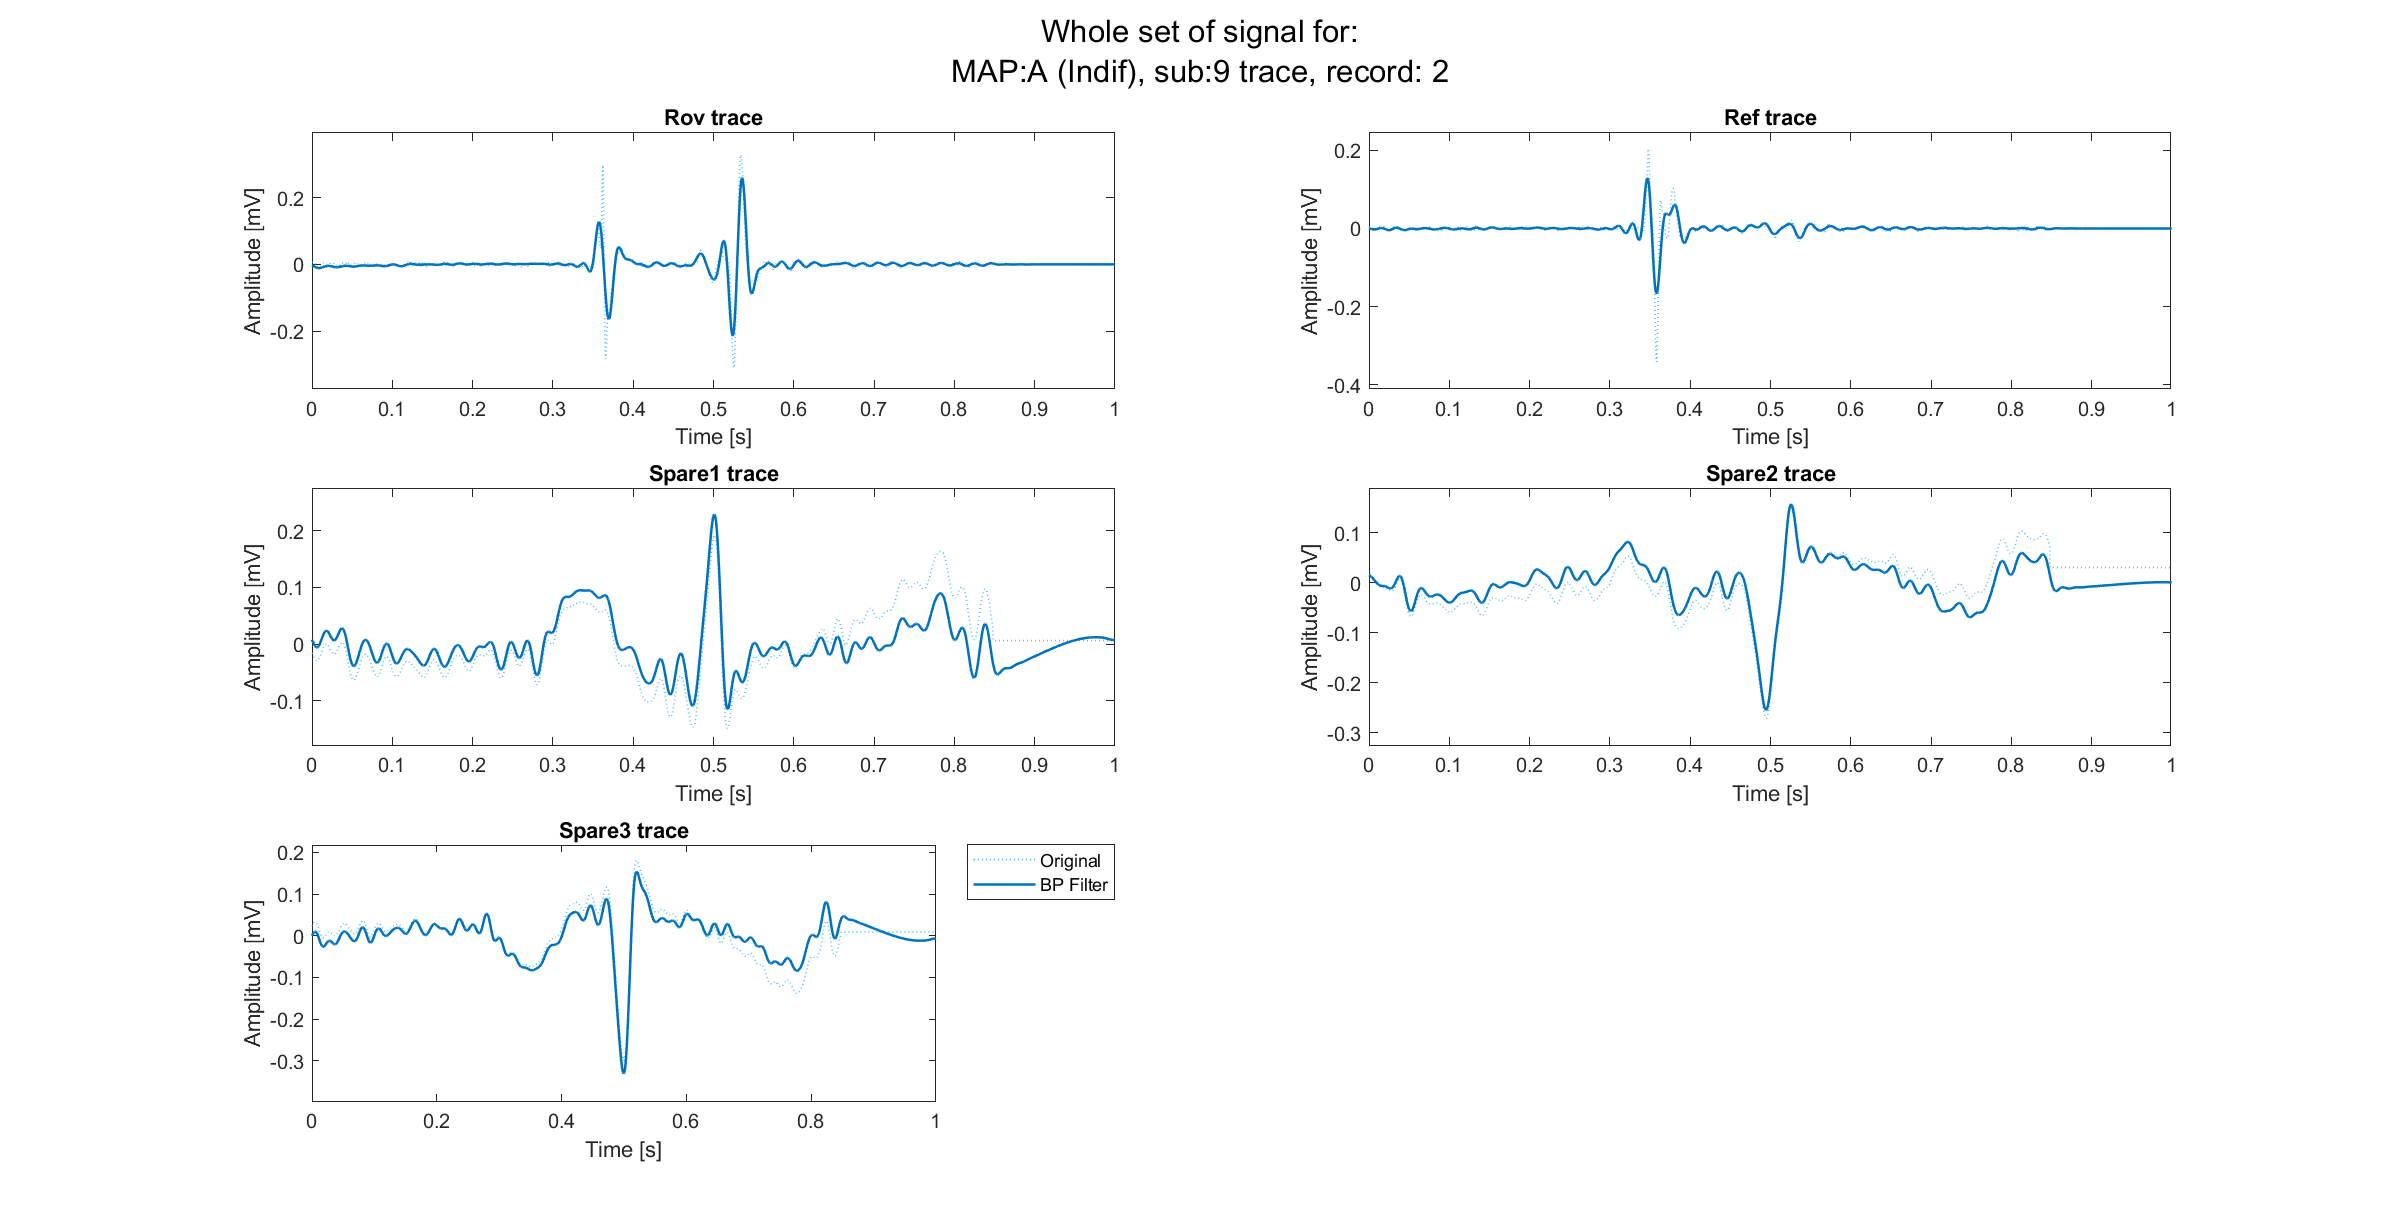 Whole set of signal for:
MAP:A (Indif), sub:9 trace, record: 2
Rov trace
Amplitude [mV]
0.2
0
-0.2
0 0.1 0.2 0.3 0.4 0.5 0.6 0.7 0.8 0.9 1
Time [s]
Ref trace
Amplitude [mV]
0.2
0
-0.2
-0.4
0 0.1 0.2 0.3 0.4 0.5 0.6 0.7 0.8 0.9 1
Time [s]
Spare1 trace
Amplitude [mV]
0.2
0.1
0
-0.1
0 0.1 0.2 0.3 0.4 0.5 0.6 0.7 0.8 0.9 1
Time [s]
Spare2 trace
Amplitude [mV]
0.1
0
-0.1
-0.2
-0.3
0 0.1 0.2 0.3 0.4 0.5 0.6 0.7 0.8 0.9 1
Time [s]
Spare3 trace
Amplitude [mV]
0.2
0.1
0
-0.1
-0.2
-0.3
0 0.2 0.4 0.6 0.8 1
Time [s]
Original
BP Filter